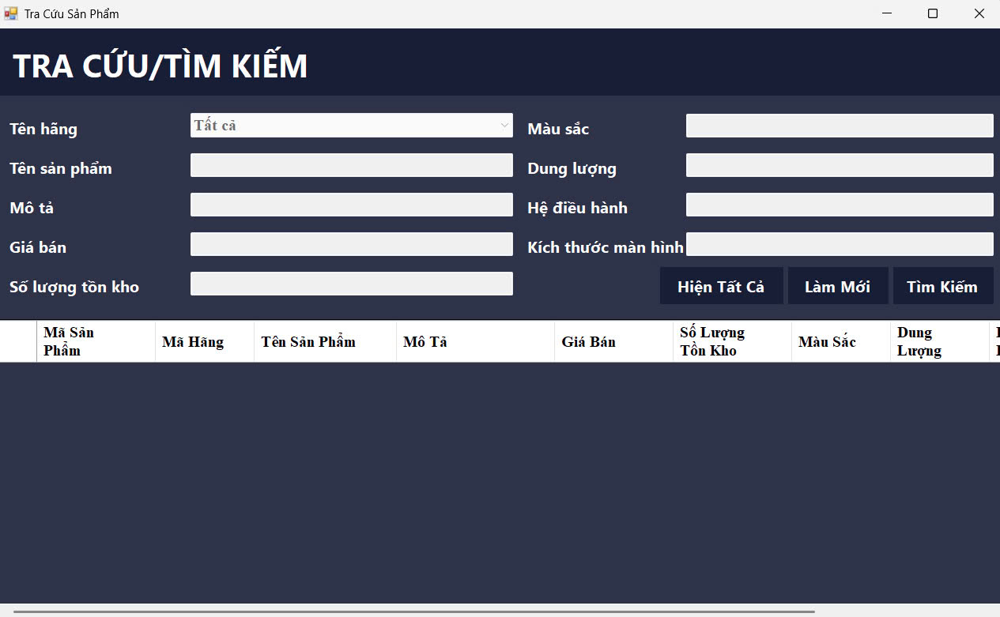 Tra Cứu Sản Phẩm
TRA CỨU/TÌM KIẾM
Tên hãng
Tất cả
Màu sắc
Tên sản phẩm
Dung lượng
Mô tả
Hệ điều hành
Giá bán
Kích thước màn hình
Số lượng tồn kho
Hiện Tất Cả
Làm Mới
Tìm Kiếm
Mã Sản
Phẩm
Mã Hãng
Tên Sản Phẩm
Mô Tả
Giá Bán
Số Lượng
Tồn Kho
Màu Sắc
Dung
Lượng